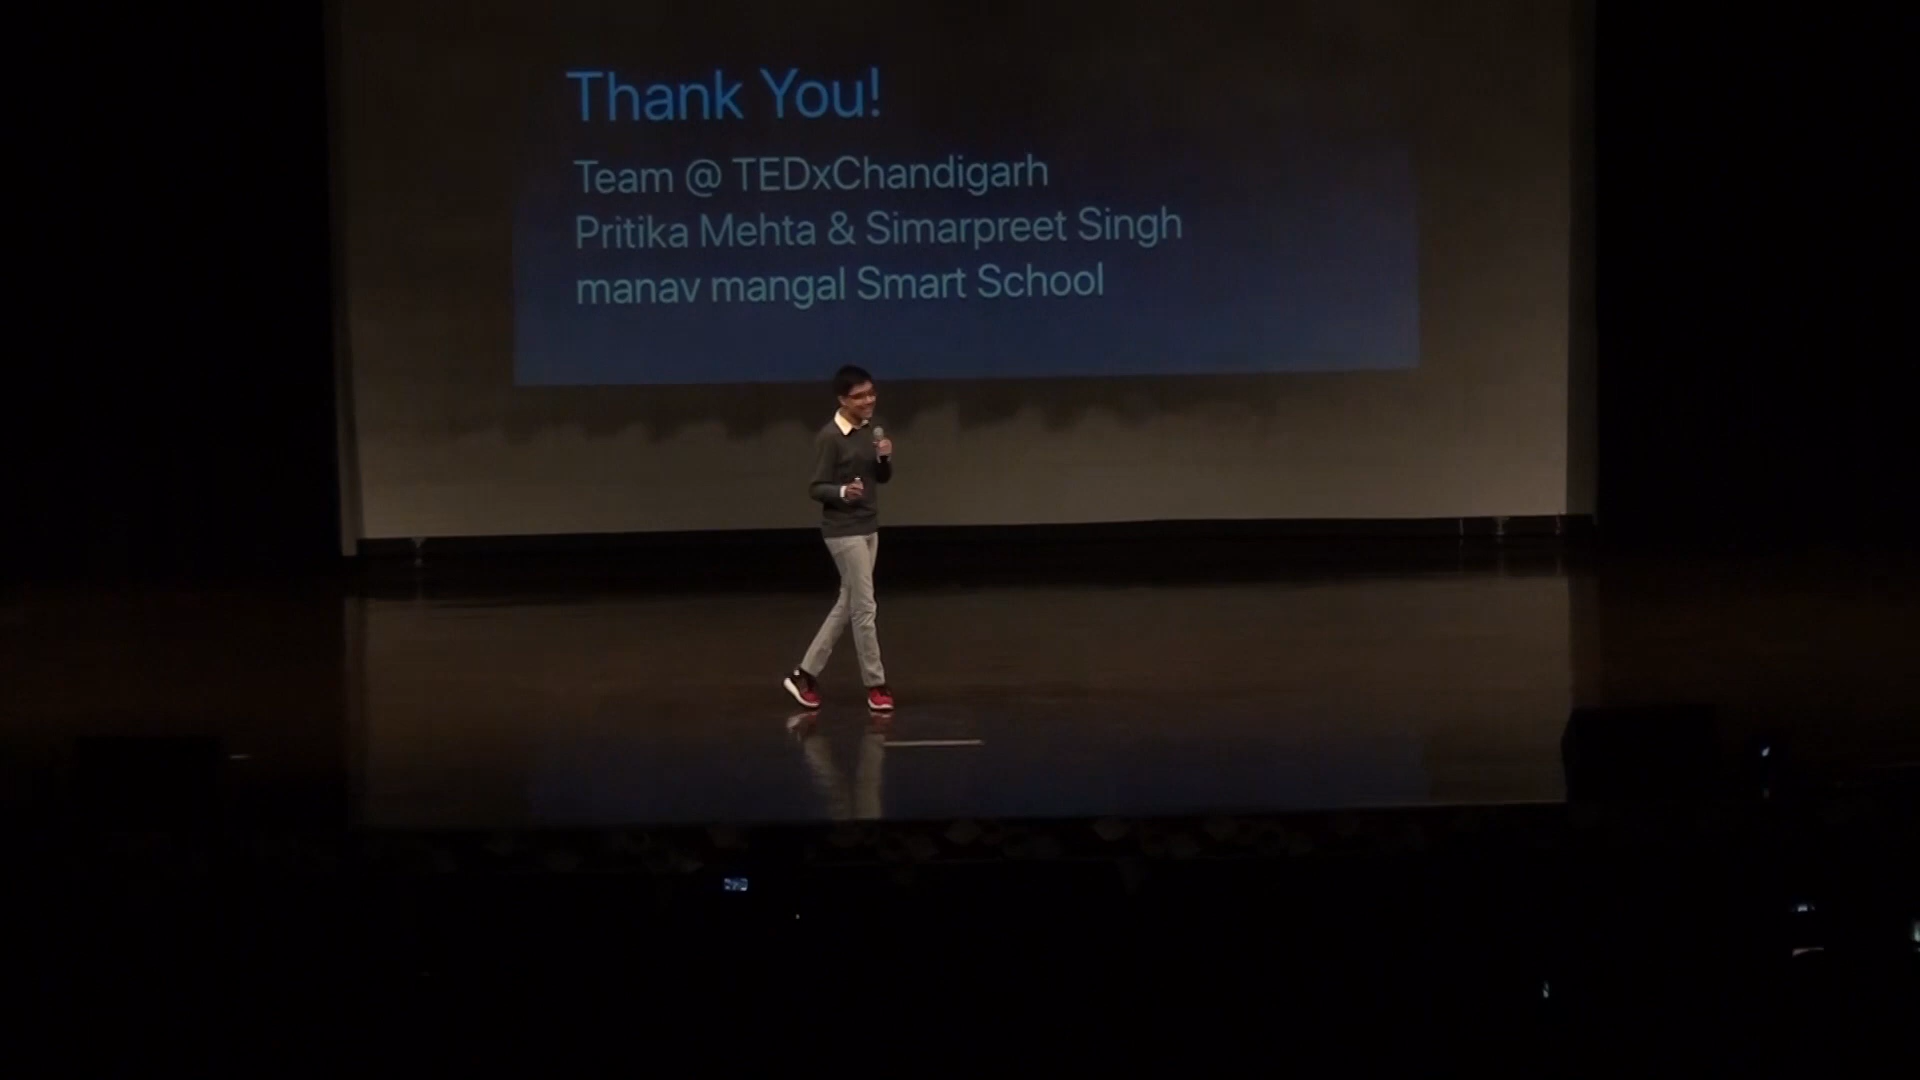 Thank You!
Team @ TEDxChandigarh
Pritika Mehta & Simarpreet Singh
manav mangal Smart School